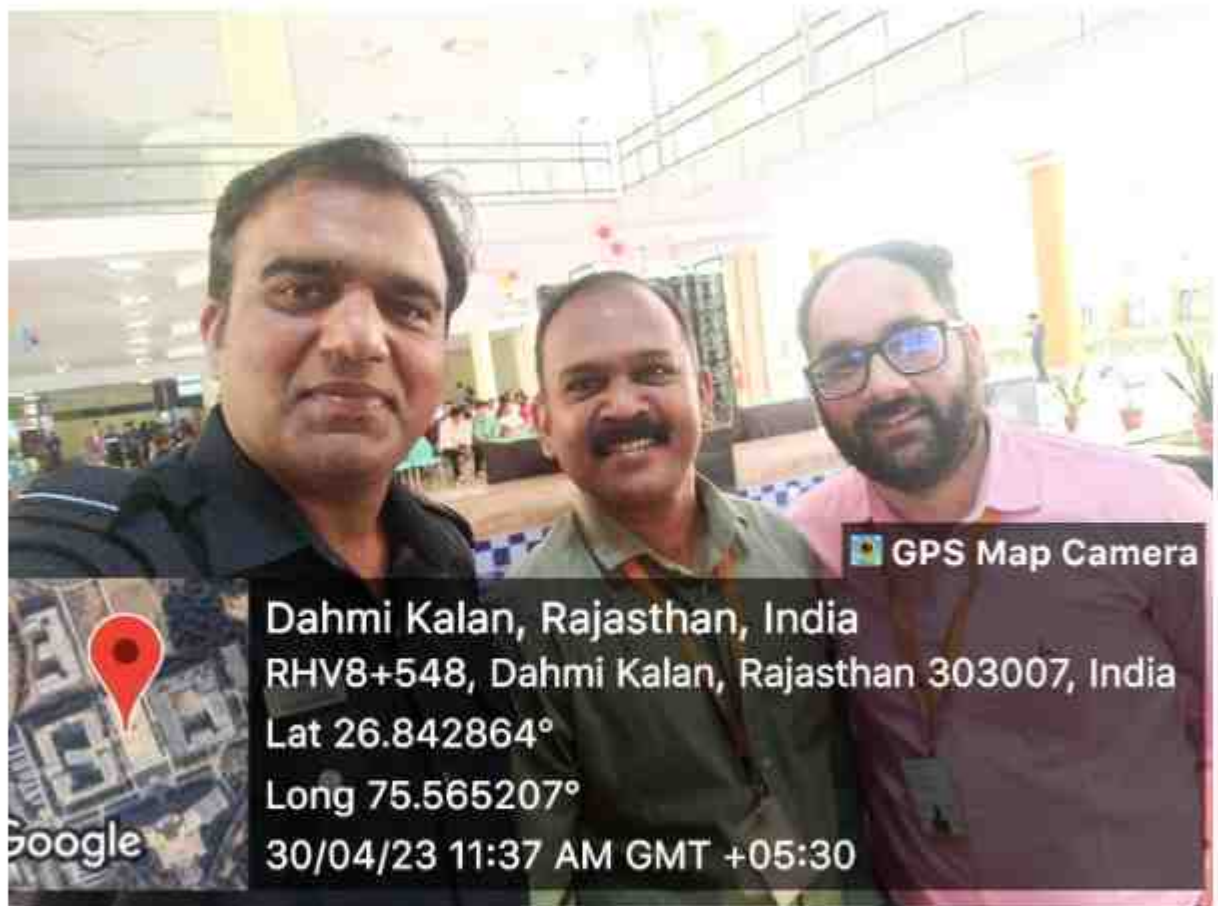 GPS Map Camera
Dahmi Kalan, Rajasthan, India
RHV8+548, Dahmi Kalan, Rajasthan 303007, India
Lat 26.842864°
Long 75.565207°
30/04/23 11:37 AM GMT +05:30
Google